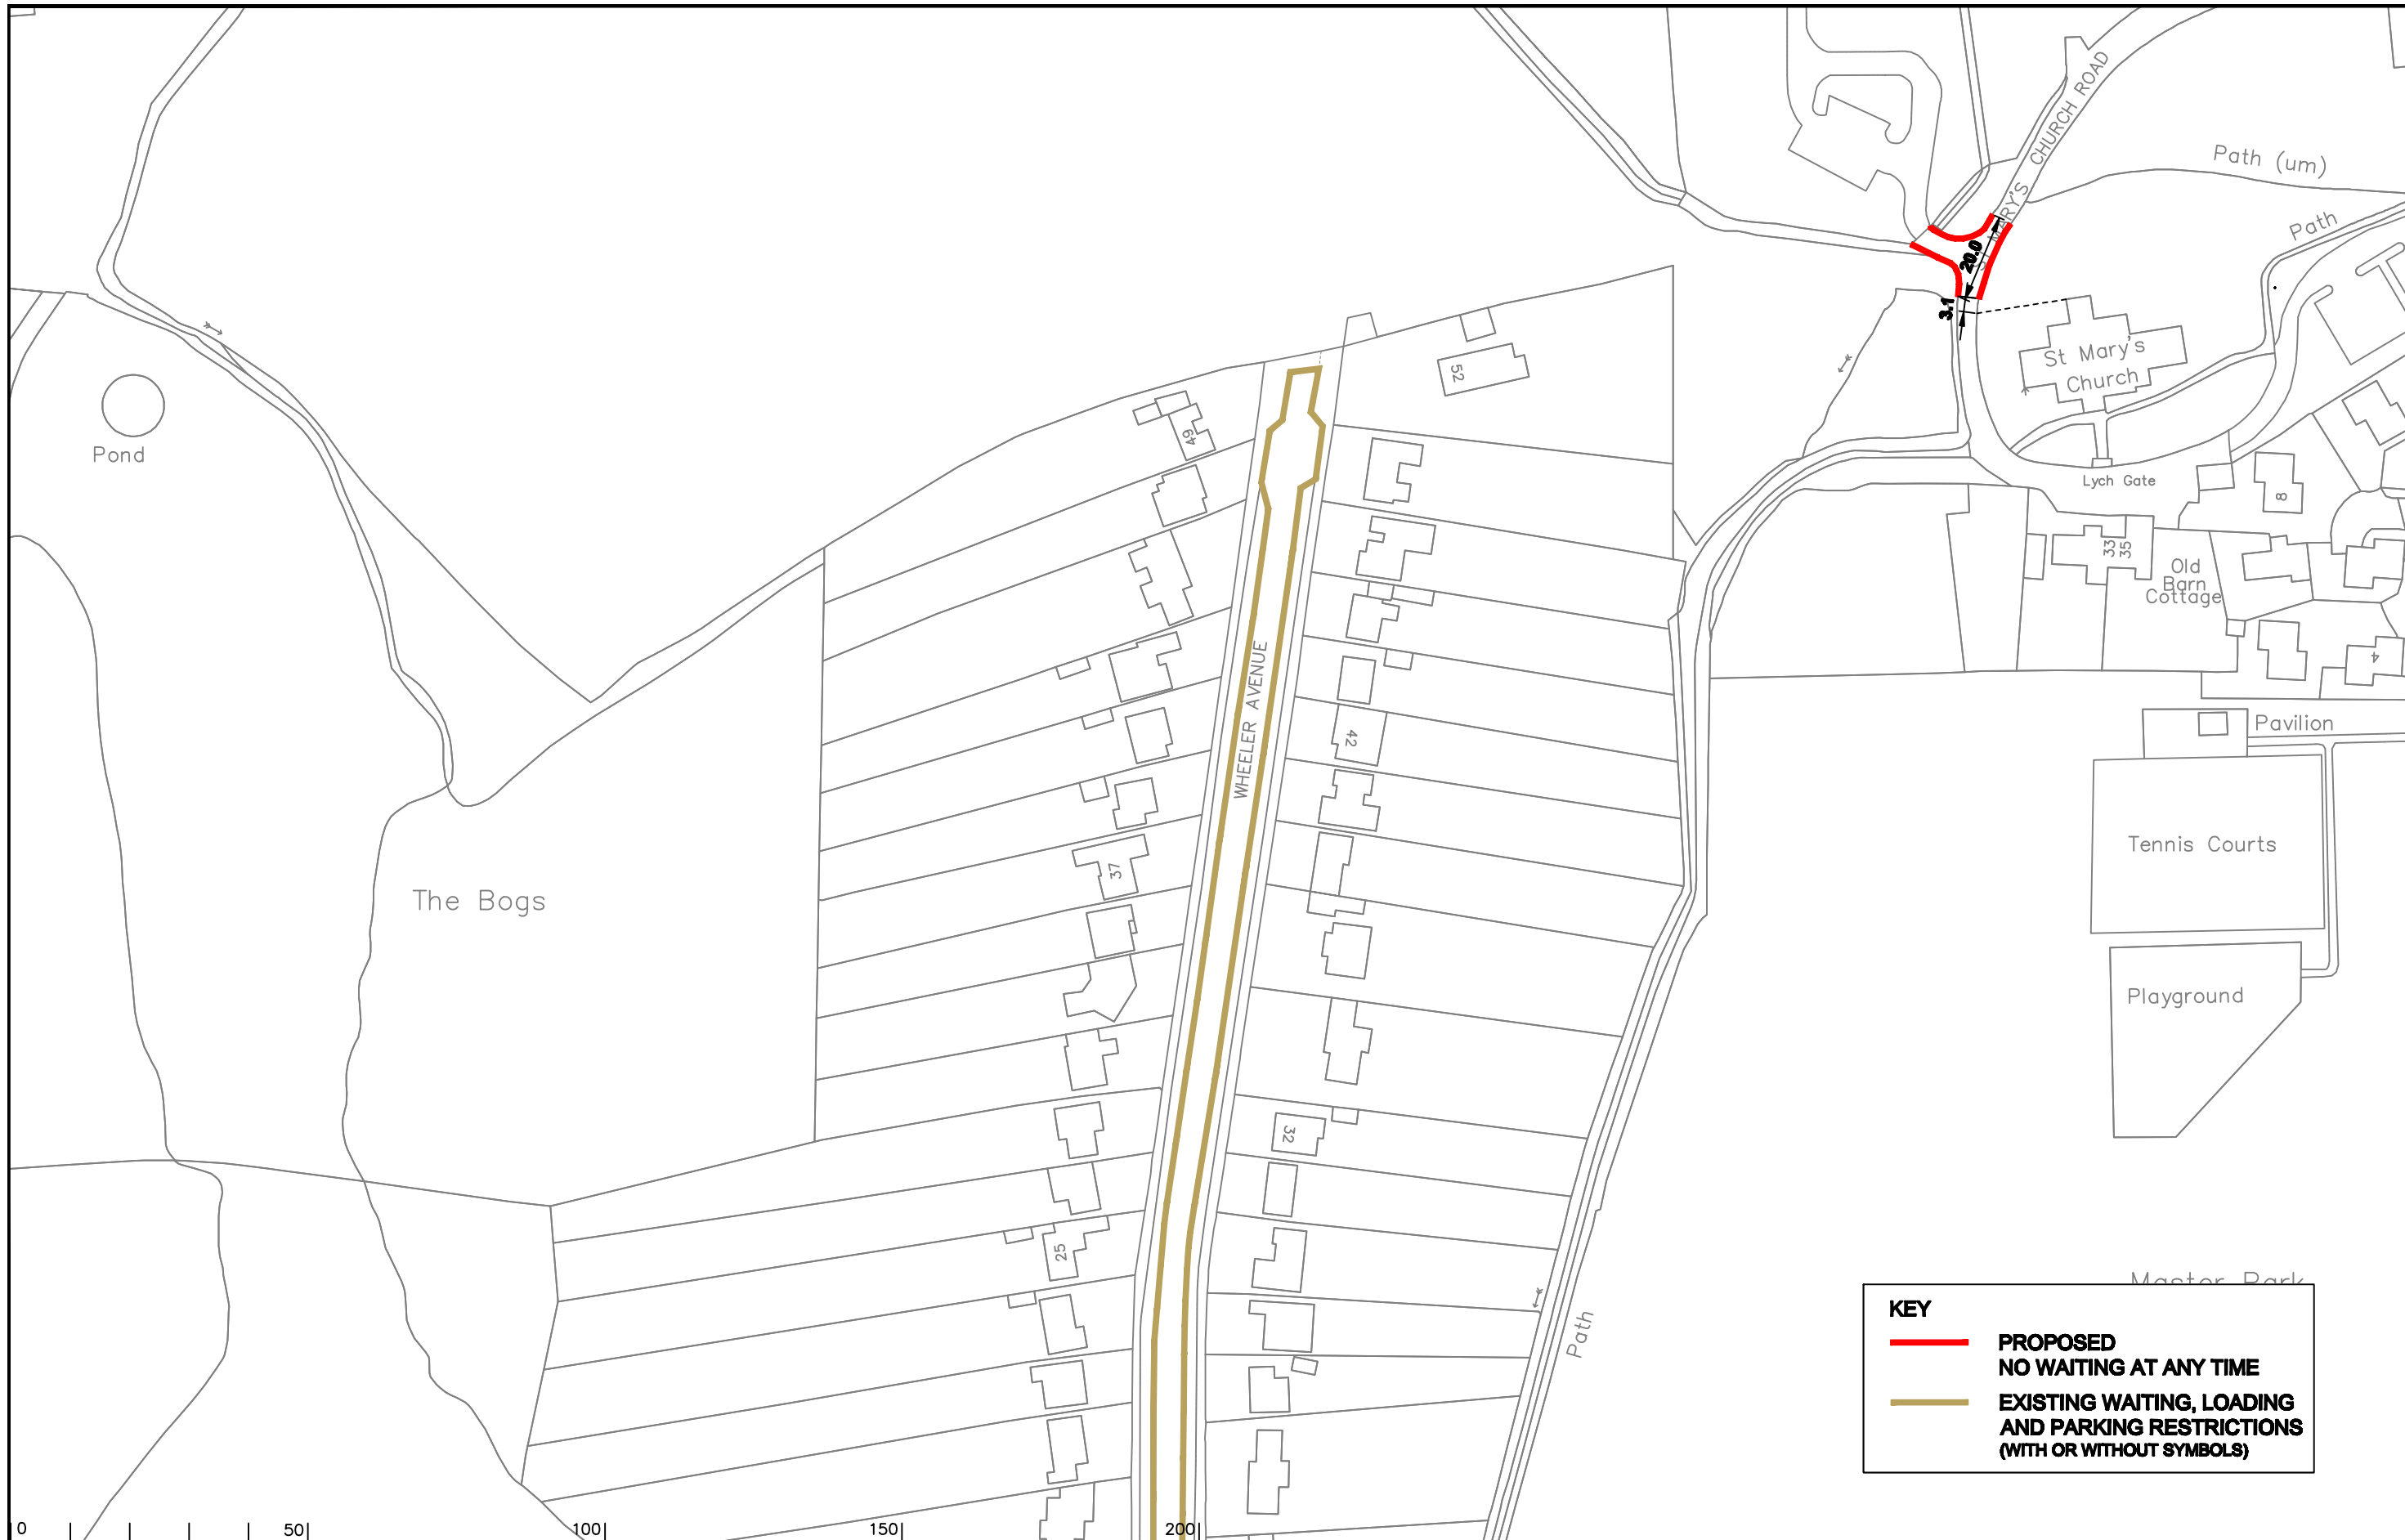 ST MARY'S CHURCH ROAD
Path (um)
Path
20.0
3.1
St Mary's
Church
Pond
52
49
Lych Gate
8
33
35
Old
Barn
Cottage
4
WHEELER AVENUE
42
Pavilion
Tennis Courts
37
The Bogs
Playground
32
25
Path
Master Park
KEY
PROPOSED
NO WAITING AT ANY TIME
EXISTING WAITING, LOADING
AND PARKING RESTRICTIONS
(WITH OR WITHOUT SYMBOLS)
0
50
100
150
200